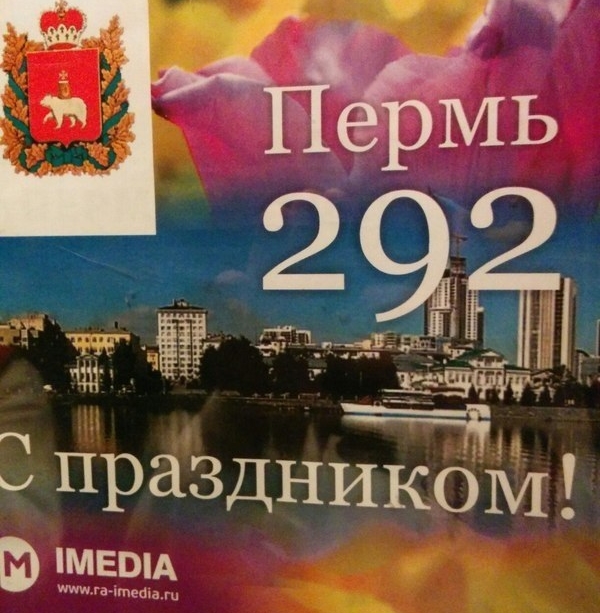 Пермь
292
С праздником!
М IMEDIA
www.ra-imedia.ru